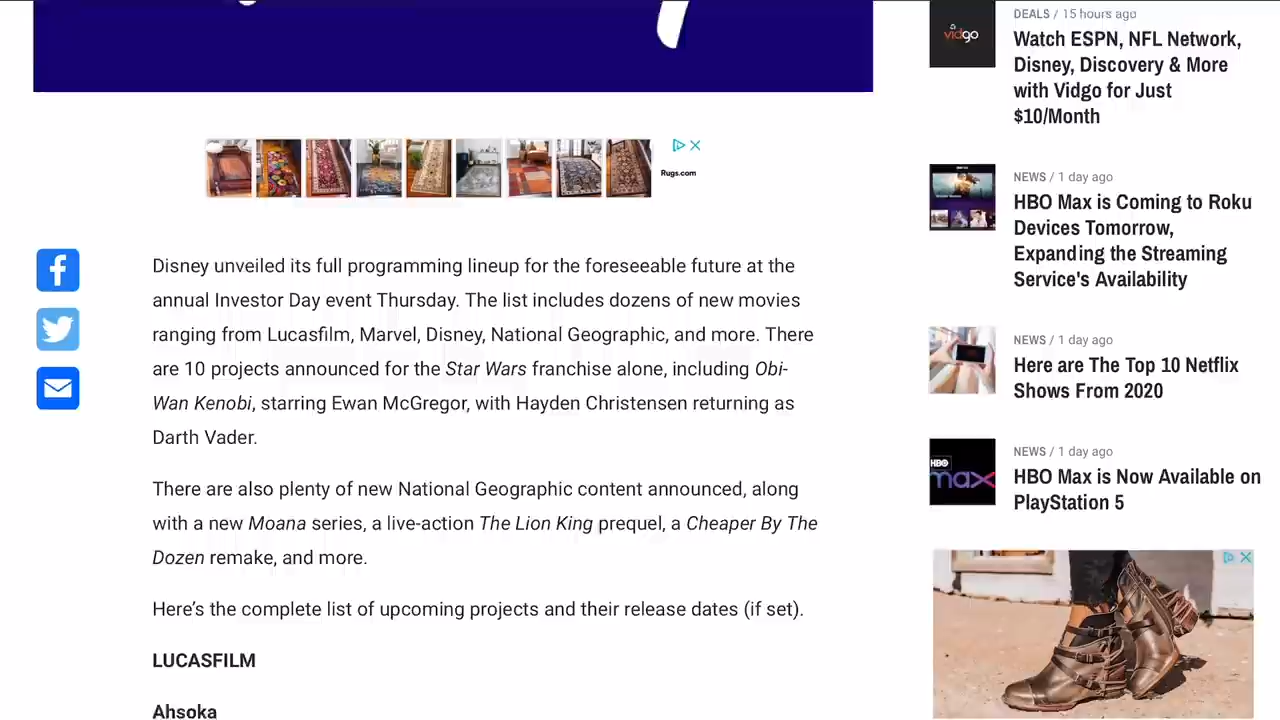 Rugs.com
Disney unveiled its full programming lineup for the foreseeable future at the
annual Investor Day event Thursday. The list includes dozens of new movies
ranging from Lucasfilm, Marvel, Disney, National Geographic, and more. There
are 10 projects announced for the Star Wars franchise alone, including Obi-
Wan Kenobi, starring Ewan McGregor, with Hayden Christensen returning as
Darth Vader.
There are also plenty of new National Geographic content announced, along
with a new Moana series, a live-action The Lion King prequel, a Cheaper By The
Dozen remake, and more.
Here’s the complete list of upcoming projects and their release dates (if set).
LUCASFILM
Ahsoka
vidgo
DEALS / 15 hours ago
Watch ESPN, NFL Network,
Disney, Discovery & More
with Vidgo for Just
$10/Month
NEWS / 1 day ago
HBO Max is Coming to Roku
Devices Tomorrow,
Expanding the Streaming
Service's Availability
NEWS / 1 day ago
Here are The Top 10 Netflix
Shows From 2020
HBO
max
NEWS / 1 day ago
HBO Max is Now Available on
PlayStation 5